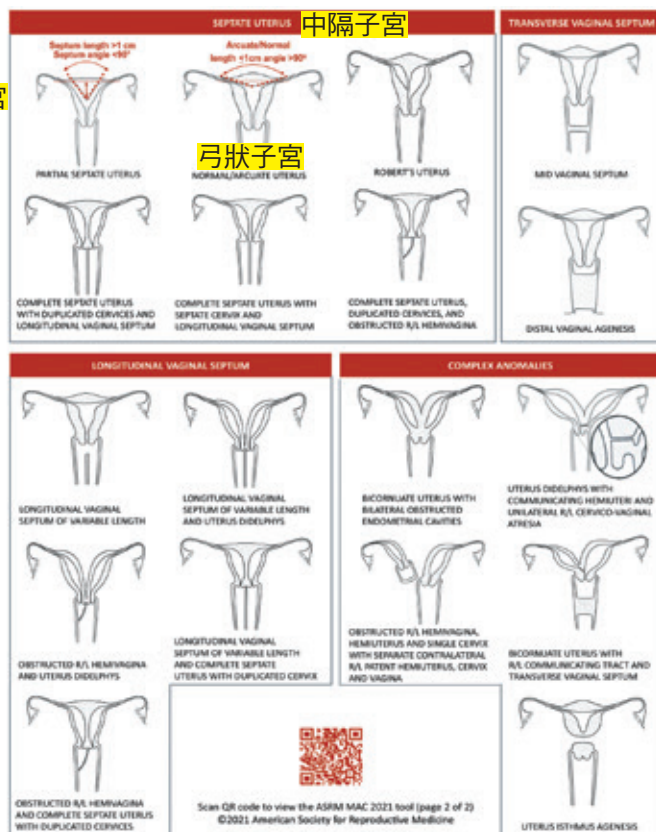 SEPTATE UTERUS
中隔子宮
TRANSVERSE VAGINAL SEPTUM
Septum length >1 cm
Septum angle <90°
Arcuate/Normal
length <1cm angle >90°
宮
PARTIAL SEPTATE UTERUS
弓狀子宮
NORMAL/ARCUATE UTERUS
ROBERT'S UTERUS
MID VAGINAL SEPTUM
COMPLETE SEPTATE UTERUS
WITH DUPLICATED CERVICES AND
LONGITUDINAL VAGINAL SEPTUM
COMPLETE SEPTATE UTERUS WITH
SEPTATE CERVIX AND
LONGITUDINAL VAGINAL SEPTUM
COMPLETE SEPTATE UTERUS,
DUPLICATED CERVICES, AND
OBSTRUCTED R/L HEMIVAGINA
DISTAL VAGINAL AGENESIS
LONGITUDINAL VAGINAL SEPTUM
COMPLEX ANOMALIES
LONGITUDINAL VAGINAL
SEPTUM OF VARIABLE LENGTH
LONGITUDINAL VAGINAL
SEPTUM OF VARIABLE LENGTH
AND UTERUS DIDELPHYS
BICORNUATE UTERUS WITH
BILATERAL OBSTRUCTED
ENDOMETRIAL CAVITIES
UTERUS DIDELPHYS WITH
COMMUNICATING HEMIUTERI AND
UNILATERAL R/L CERVICO-VAGINAL
ATRESIA
OBSTRUCTED R/L HEMIVAGINA
AND UTERUS DIDELPHYS
LONGITUDINAL VAGINAL
SEPTUM OF VARIABLE LENGTH
AND COMPLETE SEPTATE
UTERUS WITH DUPLICATED CERVIX
OBSTRUCTED R/L HEMIVAGINA,
HEMIUTERUS AND SINGLE CERVIX
WITH SEPARATE CONTRALATERAL
R/L PATENT HEMIUTERUS, CERVIX
AND VAGINA
BICORNUATE UTERUS WITH
R/L COMMUNICATING TRACT AND
TRANSVERSE VAGINAL SEPTUM
OBSTRUCTED R/L HEMIVAGINA
AND COMPLETE SEPTATE UTERUS
WITH DUPLICATED CERVICES
Scan QR code to view the ASRM MAC 2021 tool (page 2 of 2)
©2021 American Society for Reproductive Medicine
UTERUS ISTHMUS AGENESIS